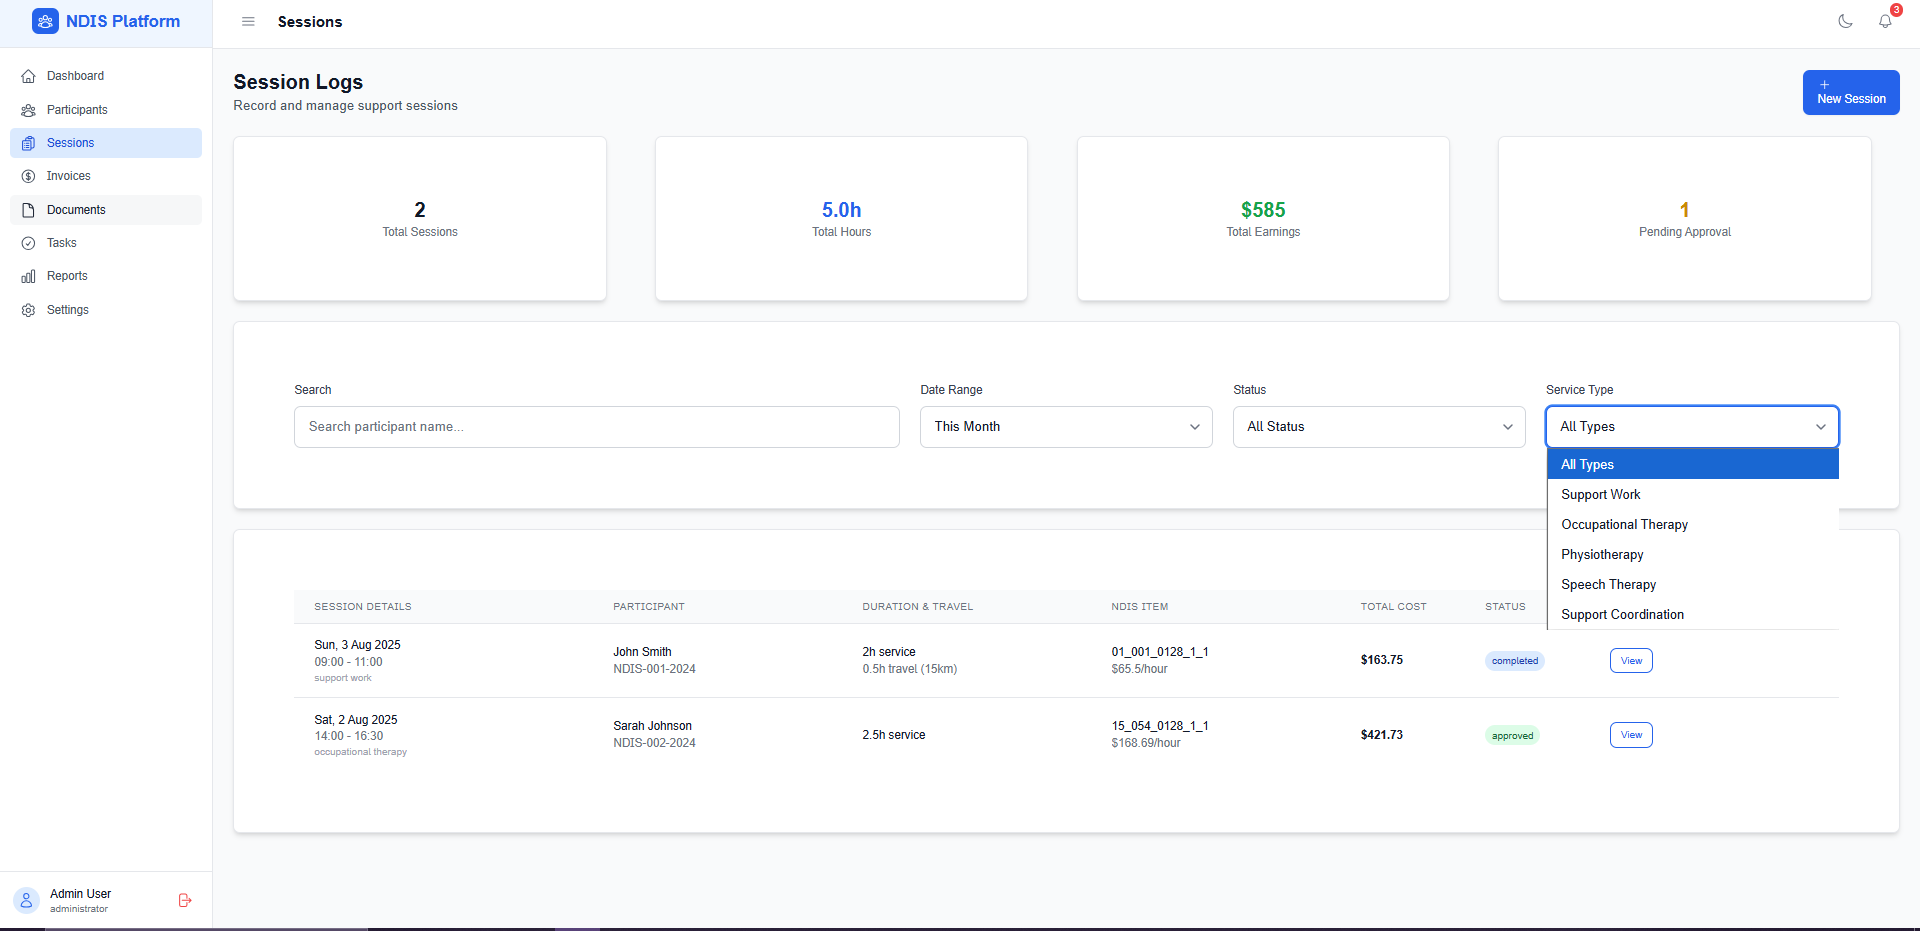 NDIS Platform
Sessions
3
Dashboard
Participants
Sessions
Invoices
Documents
Tasks
Reports
Settings
Session Logs
Record and manage support sessions
New Session
2
Total Sessions
5.0h
Total Hours
$585
Total Earnings
1
Pending Approval
Search
Search participant name...
Date Range
This Month
Status
All Status
Service Type
All Types
All Types
Support Work
Occupational Therapy
Physiotherapy
Speech Therapy
Support Coordination
SESSION DETAILS PARTICIPANT DURATION & TRAVEL NDIS ITEM TOTAL COST STATUS
Sun, 3 Aug 2025
09:00 - 11:00
support work
John Smith
NDIS-001-2024
2h service
0.5h travel (15km)
01_001_0128_1_1
$65.5/hour
$163.75
completed
View
Sat, 2 Aug 2025
14:00 - 16:30
occupational therapy
Sarah Johnson
NDIS-002-2024
2.5h service
15_054_0128_1_1
$168.69/hour
$421.73
approved
View
Admin User
administrator